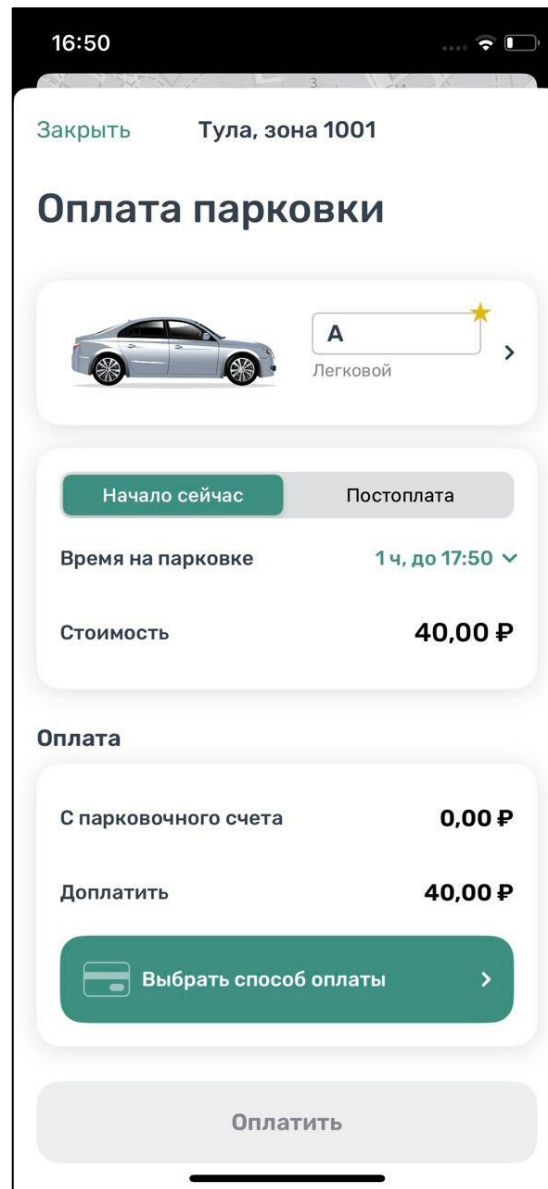 16:50
3
Закрыть Тула, зона 1001
Оплата парковки
А
Легковой
Начало сейчас Постоплата
Время на парковке 1 ч, до 17:50
Стоимость 40,00 ₽
Оплата
С парковочного счета 0,00 ₽
Доплатить 40,00 ₽
Выбрать способ оплаты
Оплатить